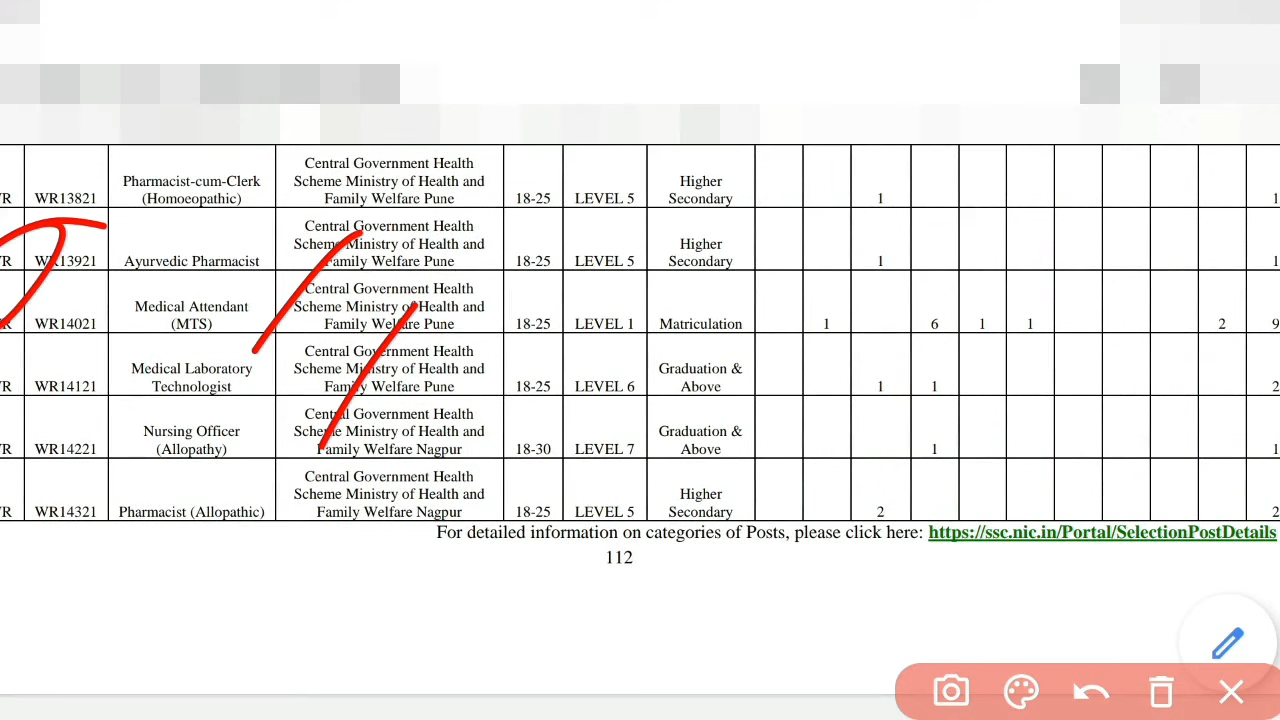 Central Government Health
Pharmacist-cum-Clerk Scheme Ministry of Health and Higher
WR13821 (Homoeopathic) Family Welfare Pune 18-25 LEVEL 5 Secondary 1 1
Central Government Health
Scheme Ministry of Health and Higher
WR13921 Ayurvedic Pharmacist Family Welfare Pune 18-25 LEVEL 5 Secondary 1 1
Central Government Health
Medical Attendant Scheme Ministry of Health and
WR14021 (MTS) Family Welfare Pune 18-25 LEVEL 1 Matriculation 1 6 1 1 2 9
Central Government Health
Medical Laboratory Scheme Ministry of Health and Graduation &
WR14121 Technologist Family Welfare Pune 18-25 LEVEL 6 Above 1 1 2
Central Government Health
Nursing Officer Scheme Ministry of Health and Graduation &
WR14221 (Allopathy) Family Welfare Nagpur 18-30 LEVEL 7 Above 1 1
Central Government Health
Scheme Ministry of Health and Higher
WR14321 Pharmacist (Allopathic) Family Welfare Nagpur 18-25 LEVEL 5 Secondary 2 2
For detailed information on categories of Posts, please click here: https://ssc.nic.in/Portal/SelectionPostDetails
112